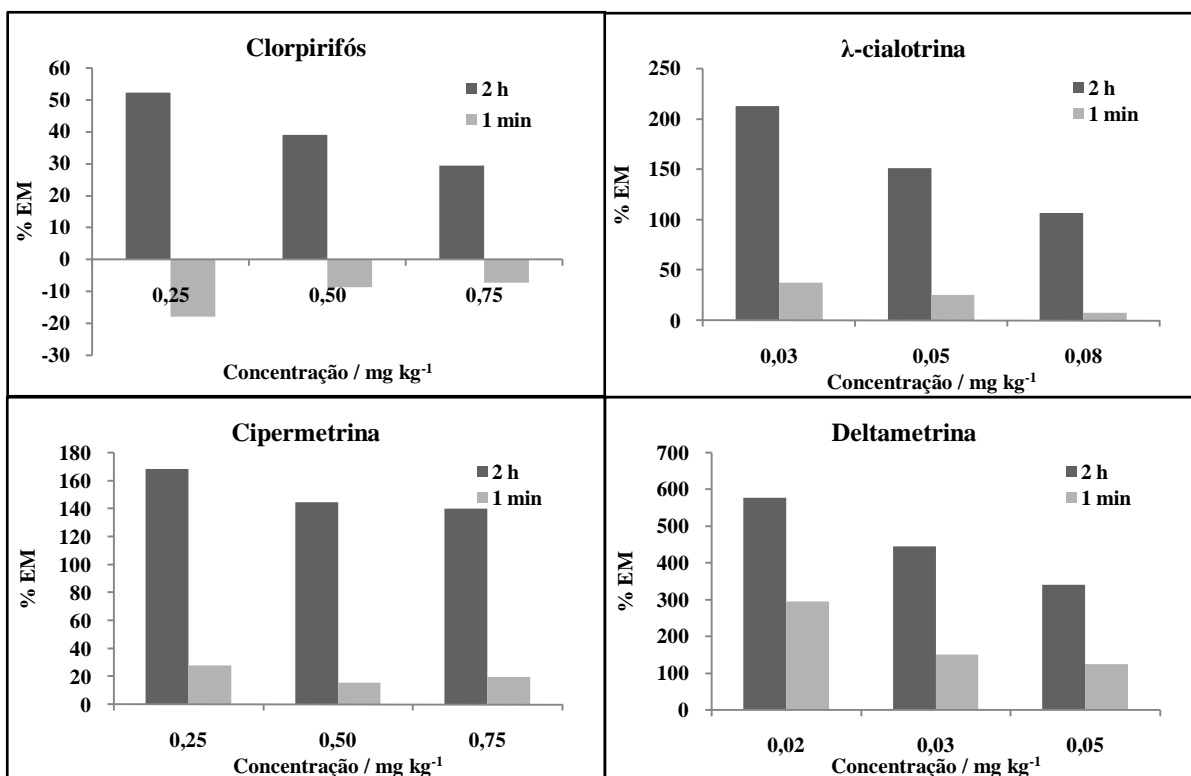 Clorpirifós
60
50
40
30
20
10
0
-10
-20
-30
% EM
2 h
1 min
0,25 0,50 0,75
Concentração / mg kg-1
λ-cialotrina
250
200
150
100
50
0
% EM
2 h
1 min
0,03 0,05 0,08
Concentração / mg kg-1
Cipermetrina
180
160
140
120
100
80
60
40
20
0
% EM
2 h
1 min
0,25 0,50 0,75
Concentração / mg kg-1
Deltametrina
700
600
500
400
300
200
100
0
% EM
2 h
1 min
0,02 0,03 0,05
Concentração / mg kg-1